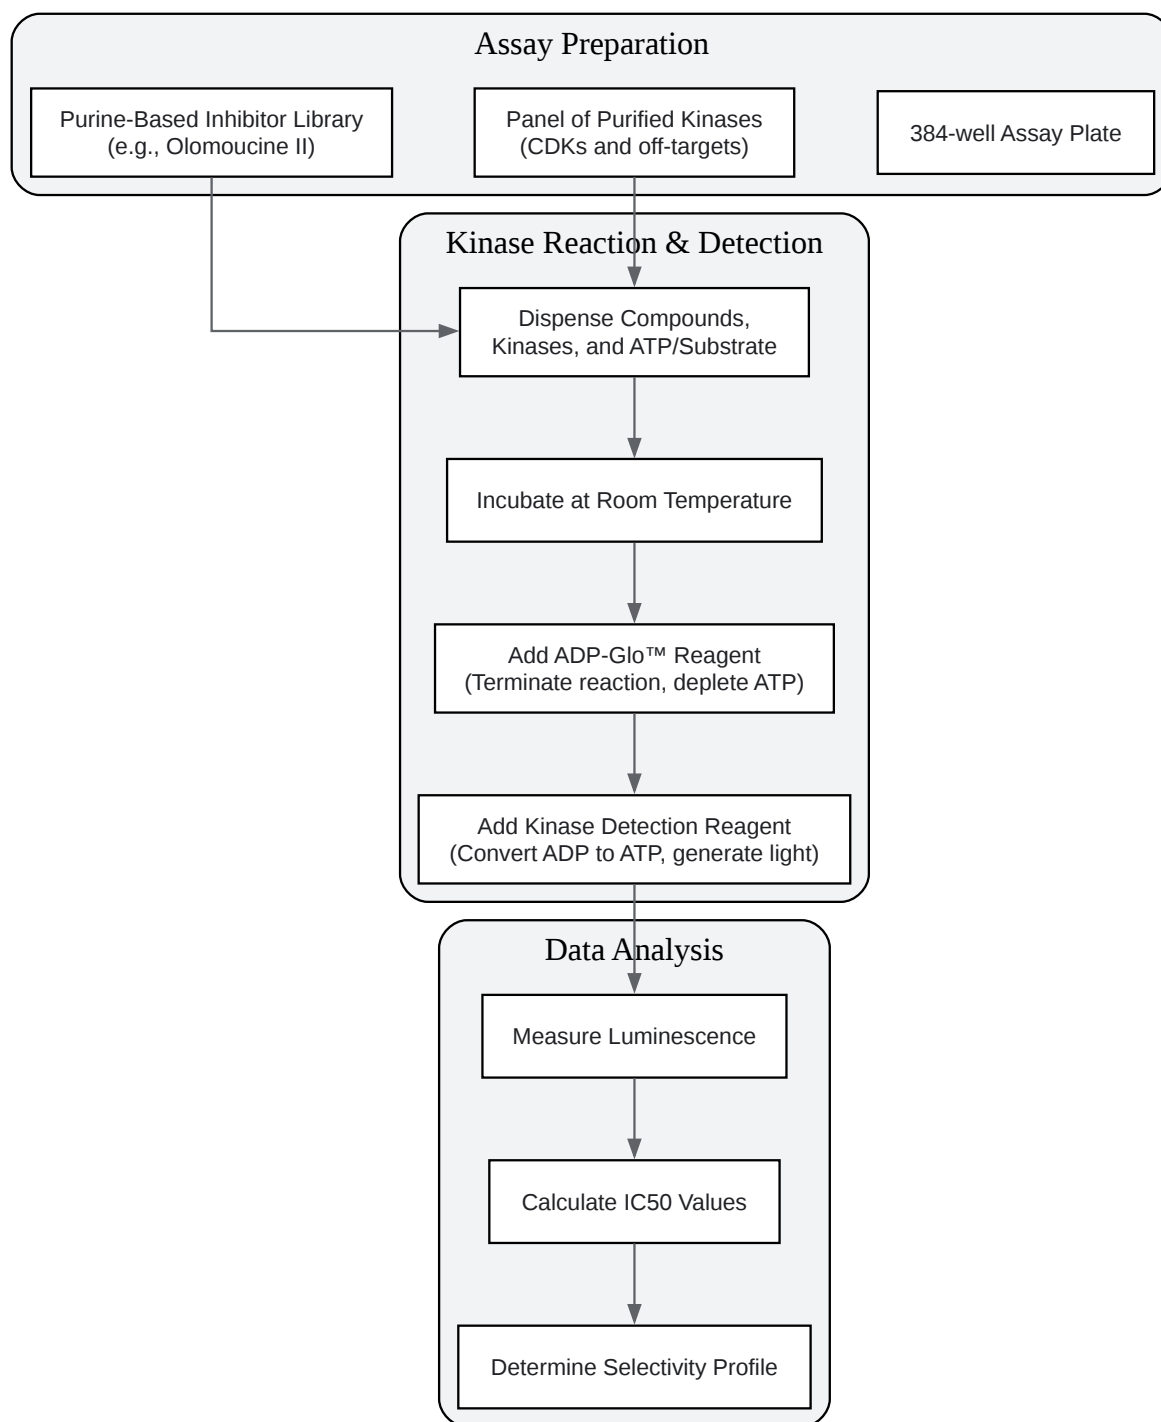 Assay Preparation
Purine-Based Inhibitor Library
(e.g., Olomoucine II)
Panel of Purified Kinases
(CDKs and off-targets)
384-well Assay Plate
Kinase Reaction & Detection
Dispense Compounds,
Kinases, and ATP/Substrate
Incubate at Room Temperature
Add ADP-Glo™ Reagent
(Terminate reaction, deplete ATP)
Add Kinase Detection Reagent
(Convert ADP to ATP, generate light)
Data Analysis
Measure Luminescence
Calculate IC50 Values
Determine Selectivity Profile